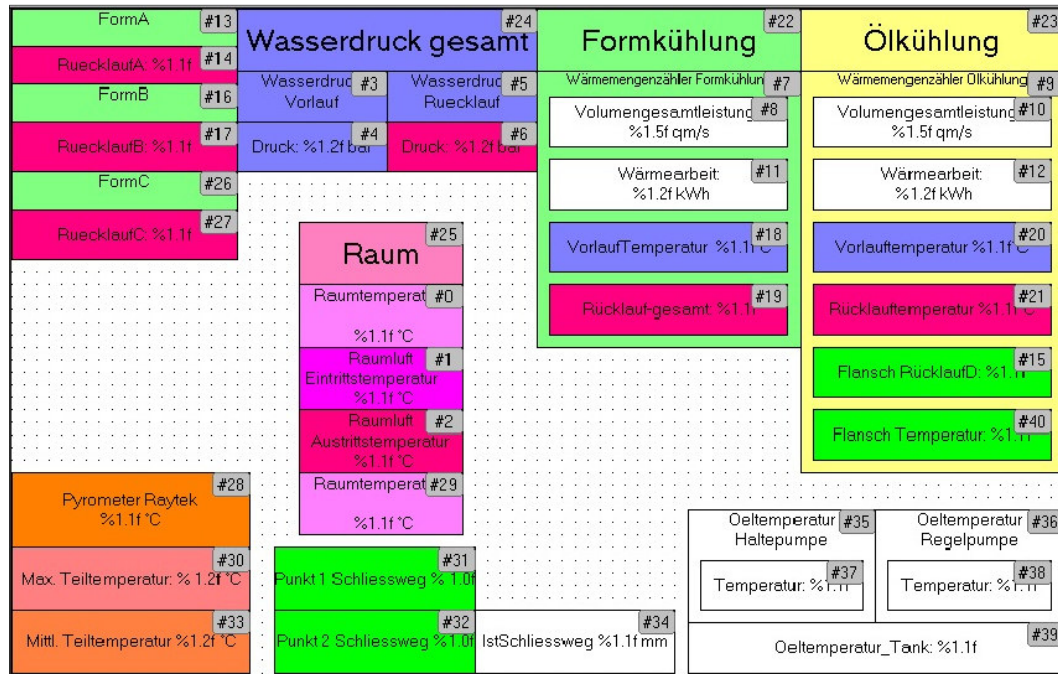 FormA #13
RuecklaufA: %1.1f #14
FormB #16
RuecklaufB: %1.1f #17
FormC #26
RuecklaufC: %1.1f #27
Wasserdruck gesamt #24
Wasserdruc #3
Vorlauf
Druck: %1.2f bar #4
Wasserdruc #5
Ruecklauf
Druck: %1.2f bar #6
Formkühlung #22
Wärmemengenzähler Formkühlun #7
Volumengesamtleistung #8
%1.5f qm/s
Wärmearbeit: #11
%1.2f kWh
VorlaufTemperatur %1.1f°C #18
Rücklauf-gesamt: %1.1f #19
Ölkühlung #23
Wärmemengenzähler Ölkühlung #9
Volumengesamtleistung #10
%1.5f qm/s
Wärmearbeit: #12
%1.2f kWh
Vorlauftemperatur %1.1f°C #20
Rücklauftemperatur %1.1f°C #21
Flansch RücklaufD: %1.1f #15
Flansch Temperatur: %1.1f #40
Raum #25
Raumtemperat #0
%1.1f °C
Raumluft #1
Eintrittstemperatur
%1.1f °C
Raumluft #2
Austrittstemperatur
%1.1f °C
Raumtemperat #29
%1.1f °C
Pyrometer Raytek #28
%1.1f °C
Max. Teiltemperatur: % 1.2f °C #30
Mittl. Teiltemperatur %1.2f °C #33
Punkt 1 Schliessweg % 1.0f #31
Punkt 2 Schliessweg %1.0f #32
IstSchliessweg %1.1f mm #34
Oeltemperatur #35
Haltepumpe
Temperatur: %1.1f #37
Oeltemperatur #36
Regelpumpe
Temperatur: %1.1f #38
Oeltemperatur_Tank: %1.1f #39